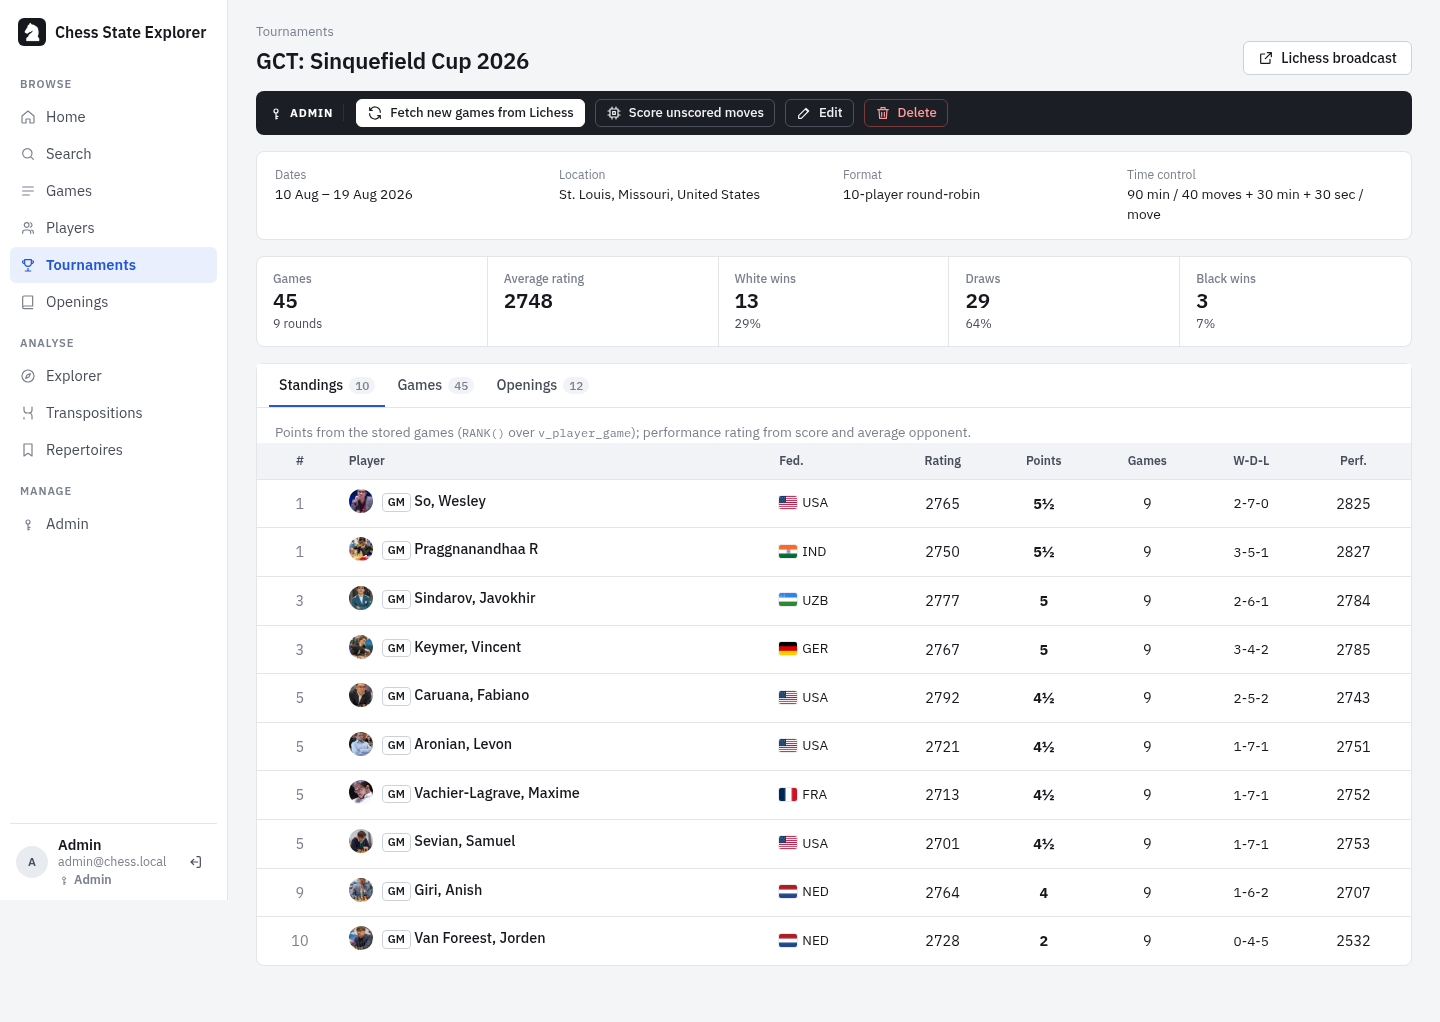 Chess State Explorer
BROWSE
Home
Search
Games
Players
Tournaments
Openings
ANALYSE
Explorer
Transpositions
Repertoires
MANAGE
Admin
A
Admin
admin@chess.local
Admin
Tournaments
GCT: Sinquefield Cup 2026
Lichess broadcast
ADMIN Fetch new games from Lichess Score unscored moves Edit Delete
Dates Location Format Time control
10 Aug – 19 Aug 2026 St. Louis, Missouri, United States 10-player round-robin 90 min / 40 moves + 30 min + 30 sec /
move
Games Average rating White wins Draws Black wins
45 2748 13 29 3
9 rounds 29% 64% 7%
Standings 10 Games 45 Openings 12
Points from the stored games (RANK() over v_player_game); performance rating from score and average opponent.
# Player Fed. Rating Points Games W-D-L Perf.
1 GM So, Wesley USA 2765 5½ 9 2-7-0 2825
1 GM Praggnanandhaa R IND 2750 5½ 9 3-5-1 2827
3 GM Sindarov, Javokhir UZB 2777 5 9 2-6-1 2784
3 GM Keymer, Vincent GER 2767 5 9 3-4-2 2785
5 GM Caruana, Fabiano USA 2792 4½ 9 2-5-2 2743
5 GM Aronian, Levon USA 2721 4½ 9 1-7-1 2751
5 GM Vachier-Lagrave, Maxime FRA 2713 4½ 9 1-7-1 2752
5 GM Sevian, Samuel USA 2701 4½ 9 1-7-1 2753
9 GM Giri, Anish NED 2764 4 9 1-6-2 2707
10 GM Van Foreest, Jorden NED 2728 2 9 0-4-5 2532